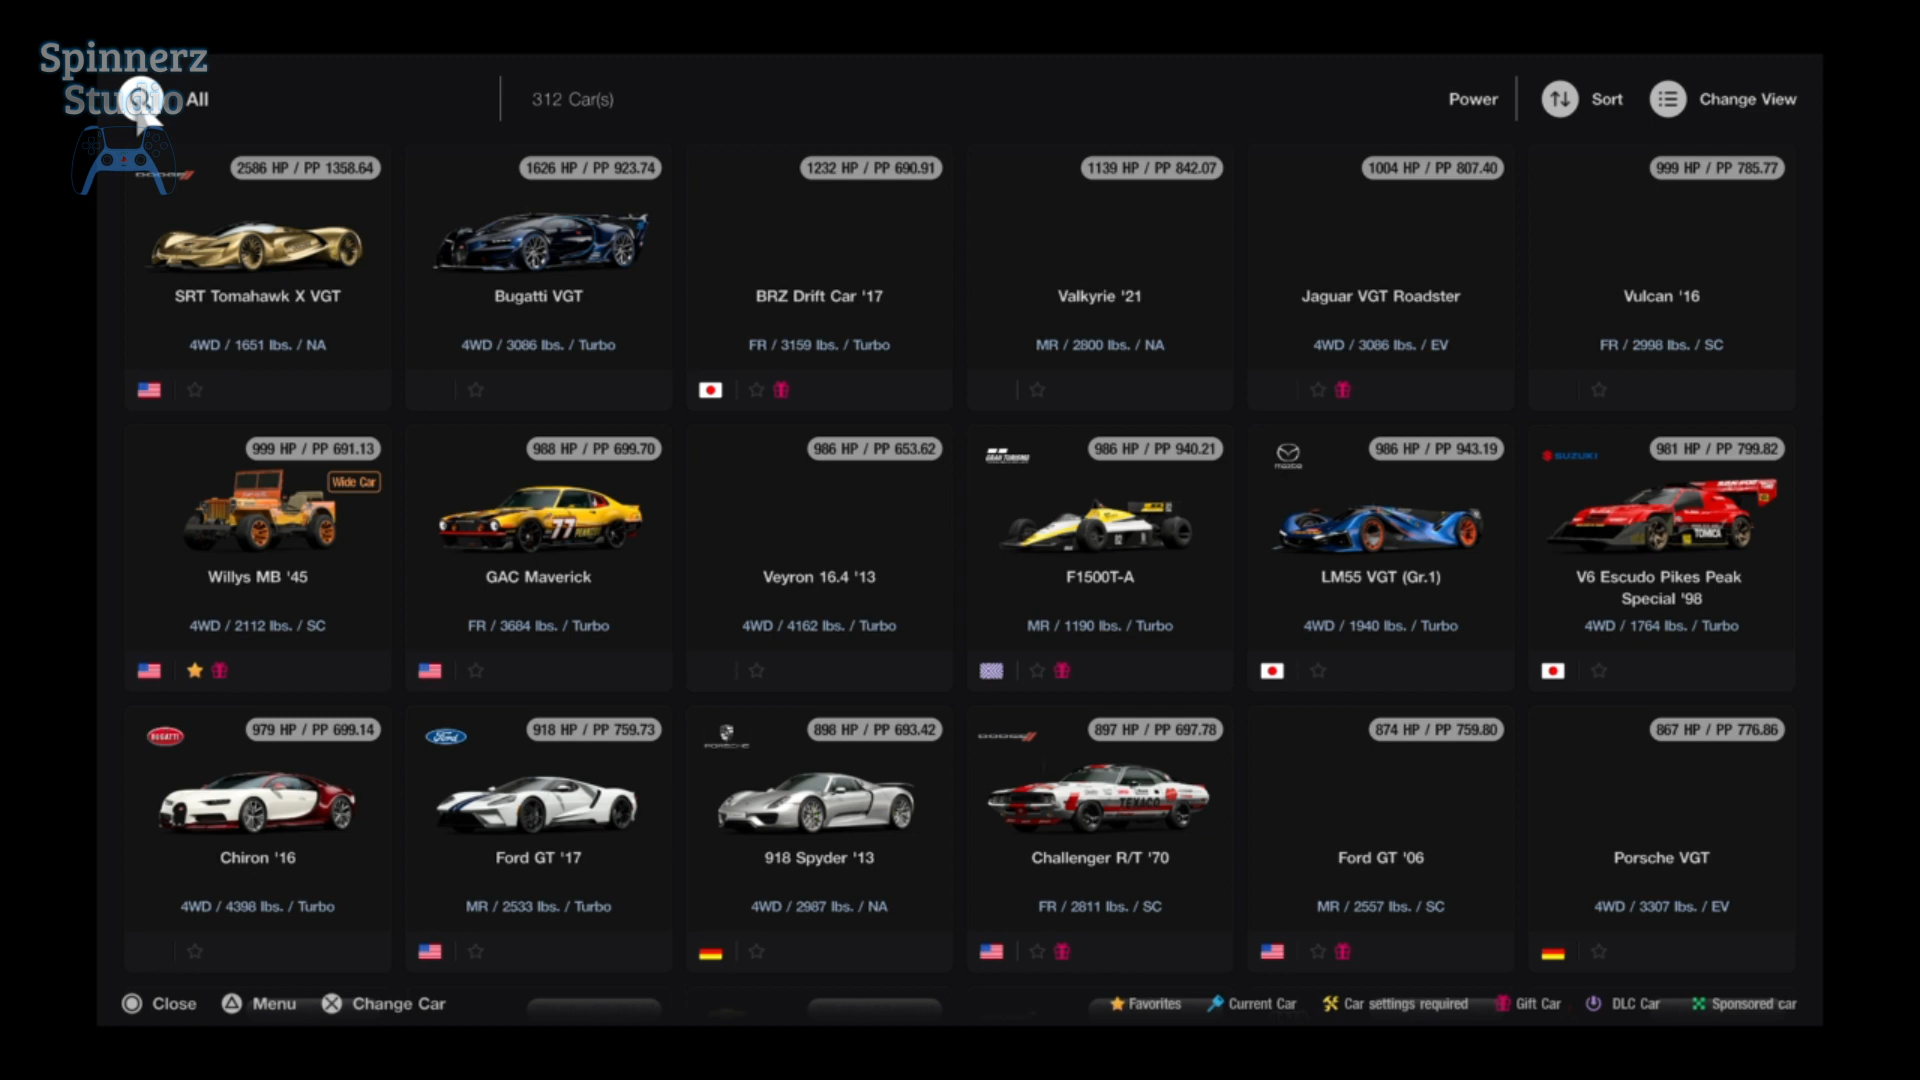 Spinnerz
Studio
All
312 Car(s)
Power
Sort
Change View
2586 HP / PP 1358.64
SRT Tomahawk X VGT
4WD / 1651 lbs. / NA
1626 HP / PP 923.74
Bugatti VGT
4WD / 3086 lbs. / Turbo
1232 HP / PP 690.91
BRZ Drift Car '17
FR / 3159 lbs. / Turbo
1139 HP / PP 842.07
Valkyrie '21
MR / 2800 lbs. / NA
1004 HP / PP 807.40
Jaguar VGT Roadster
4WD / 3086 lbs. / EV
999 HP / PP 785.77
Vulcan '16
FR / 2998 lbs. / SC
999 HP / PP 691.13
Wide Car
Willys MB '45
4WD / 2112 lbs. / SC
988 HP / PP 699.70
77
GAC Maverick
FR / 3684 lbs. / Turbo
986 HP / PP 653.62
Veyron 16.4 '13
4WD / 4162 lbs. / Turbo
GRAN TURISMO
986 HP / PP 940.21
F1500T-A
MR / 1190 lbs. / Turbo
mazda
986 HP / PP 943.19
LM55 VGT (Gr.1)
4WD / 1940 lbs. / Turbo
SUZUKI
981 HP / PP 799.82
TOMICA
V6 Escudo Pikes Peak
Special '98
4WD / 1764 lbs. / Turbo
BUGATTI
979 HP / PP 699.14
Chiron '16
4WD / 4398 lbs. / Turbo
Ford
918 HP / PP 759.73
Ford GT '17
MR / 2533 lbs. / Turbo
PORSCHE
898 HP / PP 693.42
918 Spyder '13
4WD / 2987 lbs. / NA
DODGE
897 HP / PP 697.78
TEXACO
Challenger R/T '70
FR / 2811 lbs. / SC
874 HP / PP 759.80
Ford GT '06
MR / 2557 lbs. / SC
867 HP / PP 776.86
Porsche VGT
4WD / 3307 lbs. / EV
Close
Menu
Change Car
Favorites
Current Car
Car settings required
Gift Car
DLC Car
Sponsored car